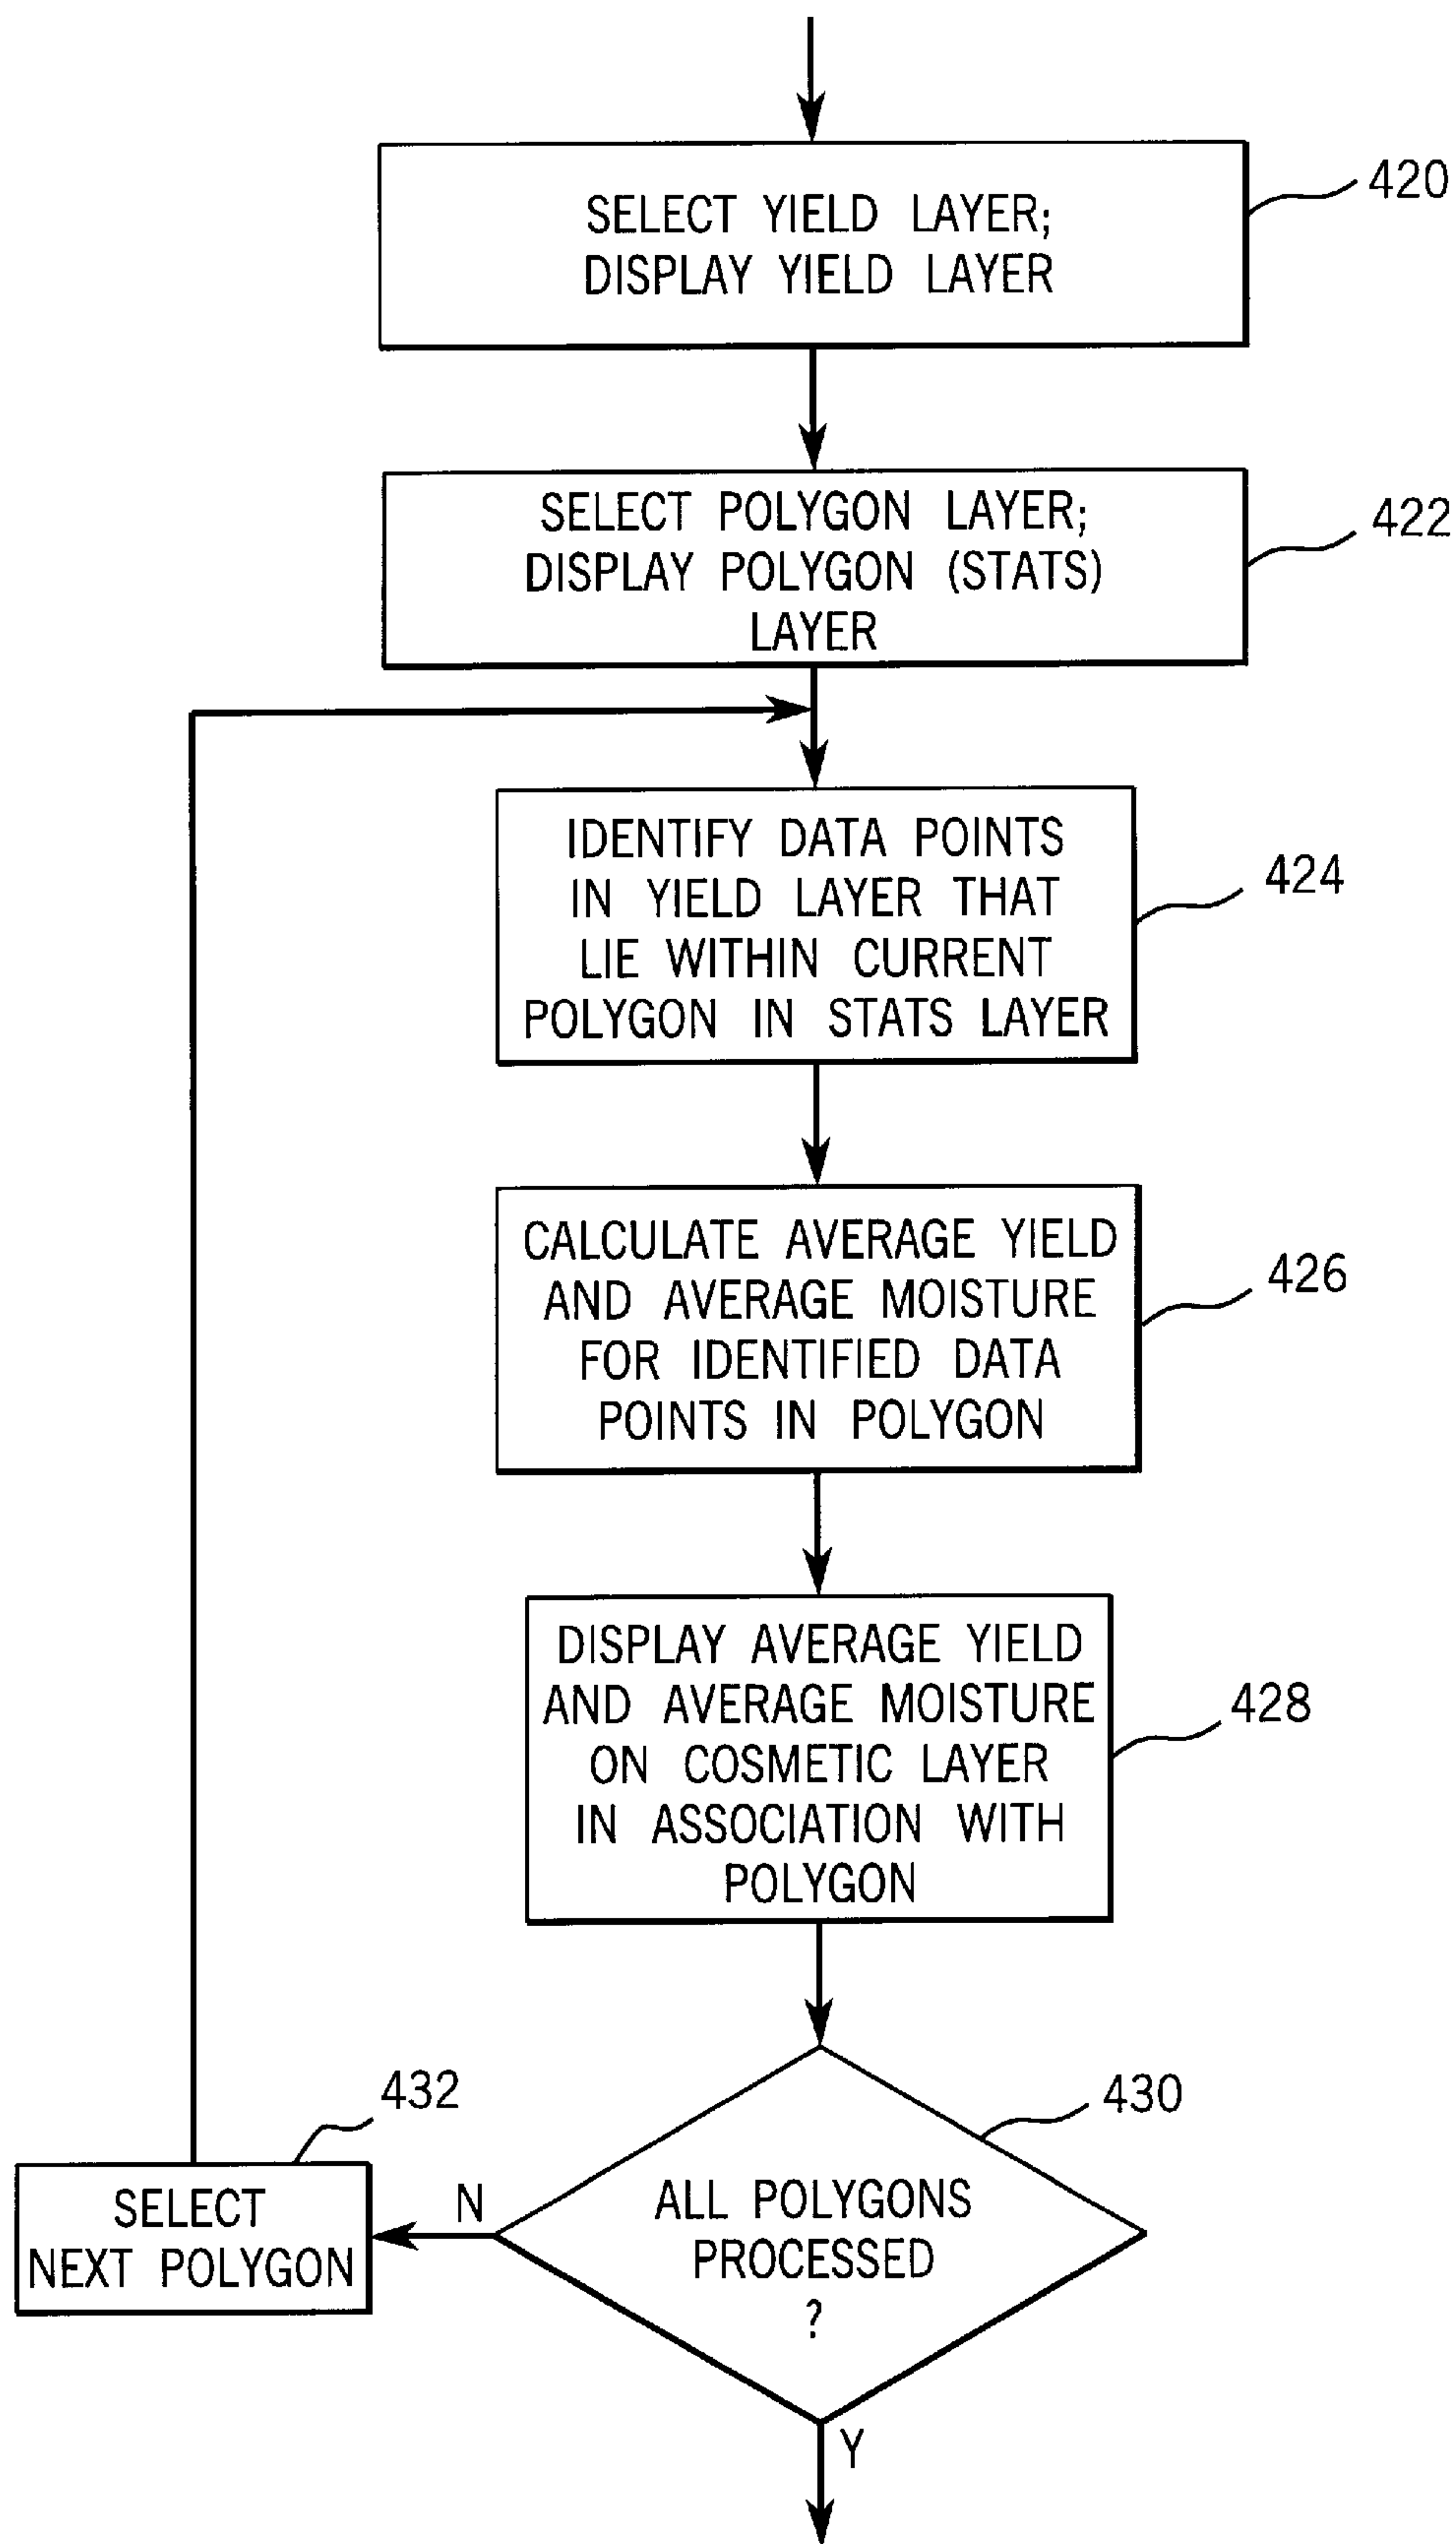 SELECT YIELD LAYER;
DISPLAY YIELD LAYER
420
SELECT POLYGON LAYER;
DISPLAY POLYGON (STATS)
LAYER
422
IDENTIFY DATA POINTS
IN YIELD LAYER THAT
LIE WITHIN CURRENT
POLYGON IN STATS LAYER
424
CALCULATE AVERAGE YIELD
AND AVERAGE MOISTURE
FOR IDENTIFIED DATA
POINTS IN POLYGON
426
DISPLAY AVERAGE YIELD
AND AVERAGE MOISTURE
ON COSMETIC LAYER
IN ASSOCIATION WITH
POLYGON
428
ALL POLYGONS
PROCESSED
?
430
N
SELECT
NEXT POLYGON
432
Y